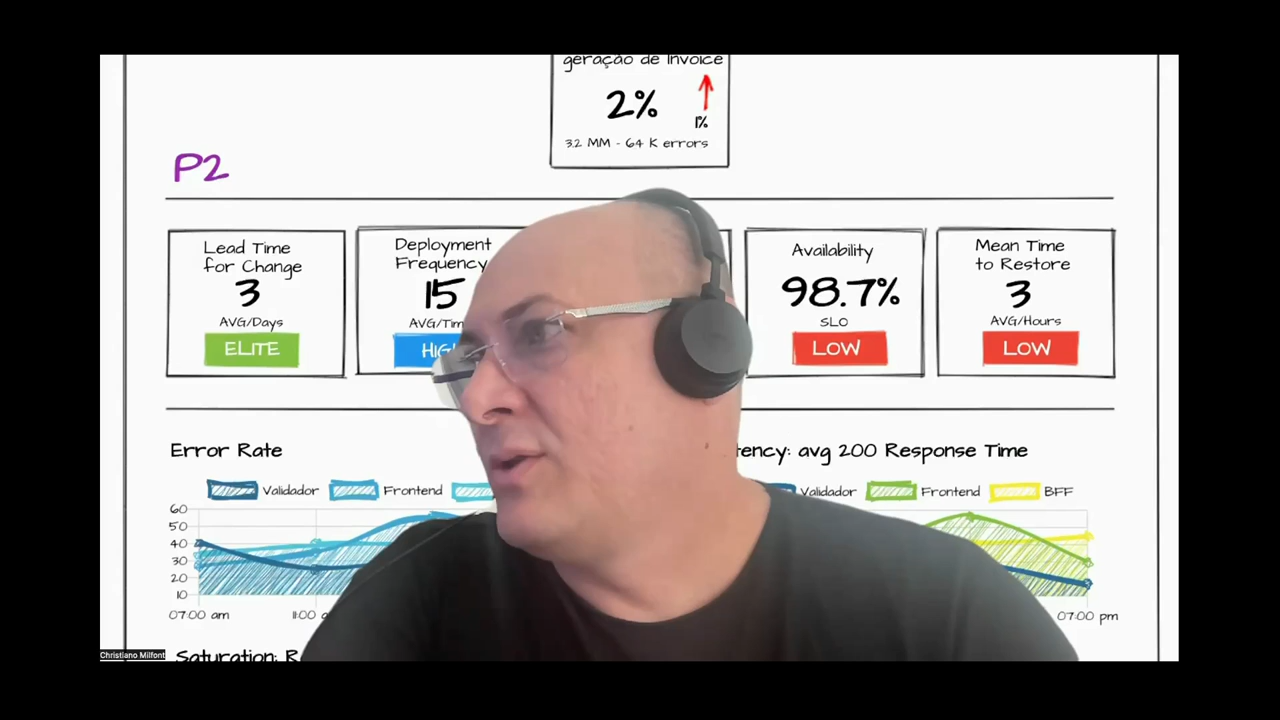 geração de Invoice
2%
1%
3.2 MM - 64 K errors
P2
Lead Time
for Change
3
AVG/Days
ELITE
Deployment
Frequency
15
Availability
98.7%
SLO
LOW
Mean Time
to Restore
3
AVG/Hours
LOW
Error Rate
Validador Frontend
60
50
40
30
20
10
07:00 am
avg 200 Response Time
Validador Frontend BFF
07:00 pm
Christiano Milfont
Saturation: